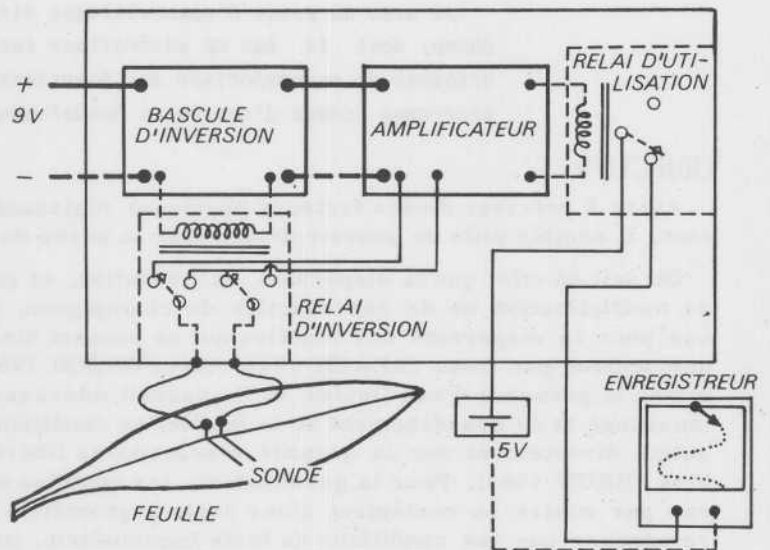 RELAI D'UTI-
LISATION
+
9V
BASCULE
D'INVERSION
AMPLIFICATEUR
-
RELAI
D'INVERSION
ENREGISTREUR
5V
SONDE
FEUILLE